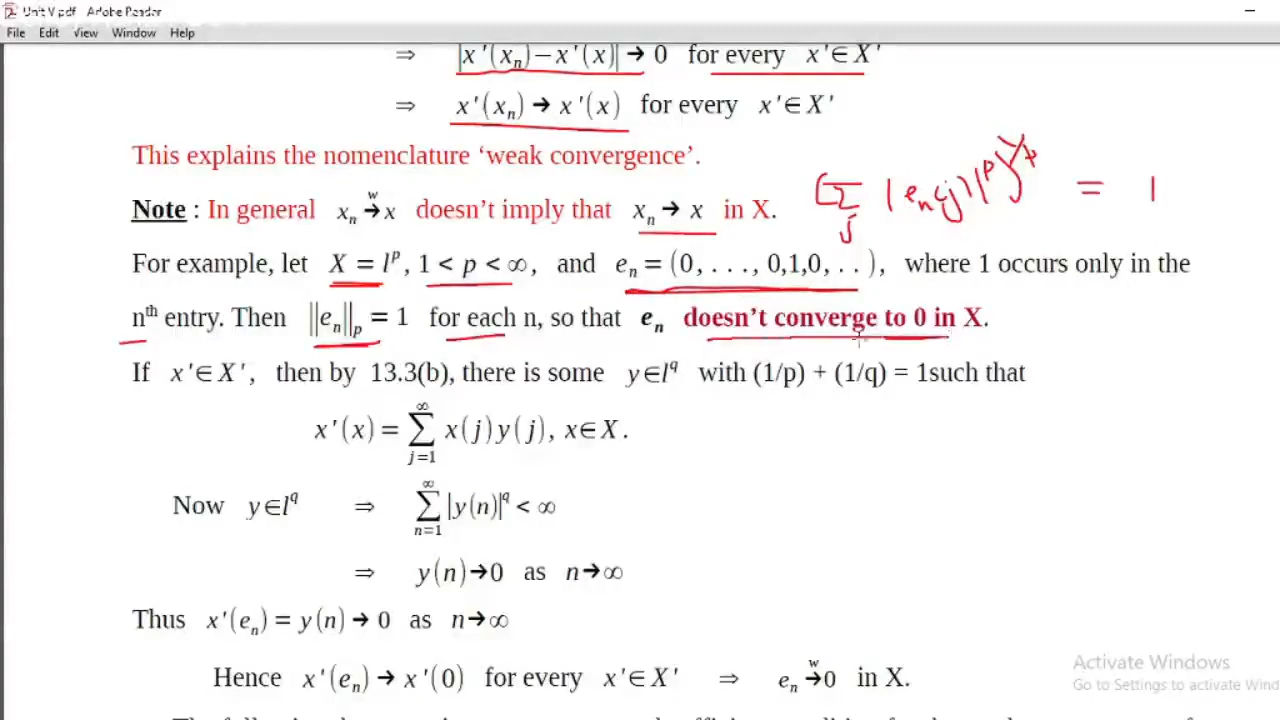 Unit V.pdf - Adobe Reader
File Edit View Window Help
⇒ |x'(xₙ)−x'(x)| → 0 for every x'∈X'
⇒ x'(xₙ) → x'(x) for every x'∈X'
This explains the nomenclature ‘weak convergence’.
Note : In general xₙ →ʷ x doesn’t imply that xₙ → x in X.
[Σⱼ |eₙ(j)|ᵖ]^{1/p} = 1
For example, let X = lᵖ, 1 < p < ∞, and eₙ = (0, . . . , 0,1,0, . . ), where 1 occurs only in the
nᵗʰ entry. Then ||eₙ||ₚ = 1 for each n, so that eₙ doesn’t converge to 0 in X.
If x'∈X', then by 13.3(b), there is some y∈l^q with (1/p) + (1/q) = 1such that
x'(x) = ∑_{j=1}^{∞} x(j)y(j), x∈X.
Now y∈l^q ⇒ ∑_{n=1}^{∞} |y(n)|^q < ∞
⇒ y(n)→0 as n→∞
Thus x'(eₙ) = y(n) → 0 as n→∞
Hence x'(eₙ) → x'(0) for every x'∈X' ⇒ eₙ →ʷ 0 in X.
Activate Windows
Go to Settings to activate Wind